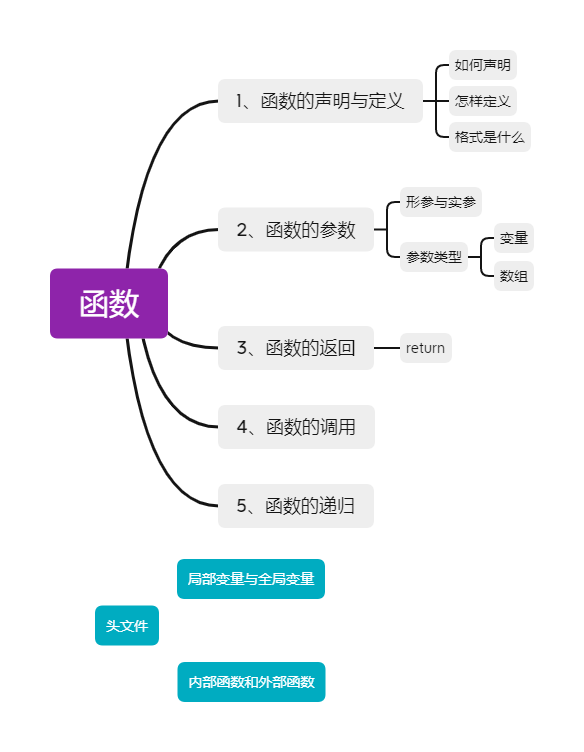 函数
1、函数的声明与定义
如何声明
怎样定义
格式是什么
2、函数的参数
形参与实参
参数类型
变量
数组
3、函数的返回
return
4、函数的调用
5、函数的递归
局部变量与全局变量
头文件
内部函数和外部函数